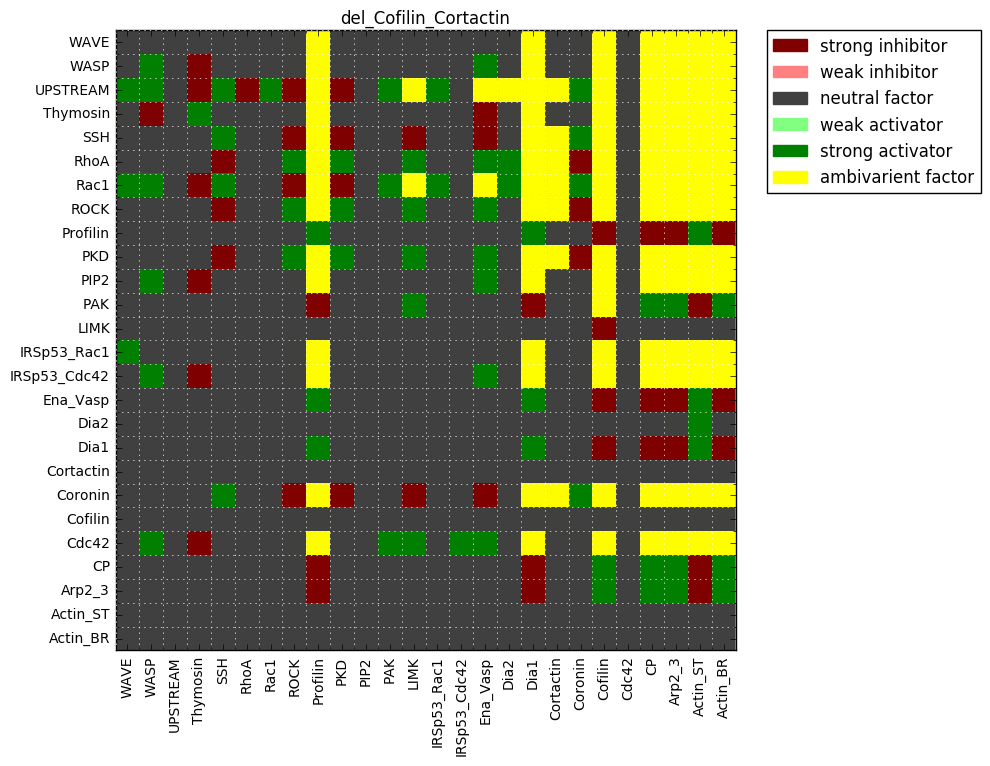 del_Cofilin_Cortactin
WAVE
WASP
UPSTREAM
Thymosin
SSH
RhoA
Rac1
ROCK
Profilin
PKD
PIP2
PAK
LIMK
IRSp53_Rac1
IRSp53_Cdc42
Ena_Vasp
Dia2
Dia1
Cortactin
Coronin
Cofilin
Cdc42
CP
Arp2_3
Actin_ST
Actin_BR
WAVE
WASP
UPSTREAM
Thymosin
SSH
RhoA
Rac1
ROCK
Profilin
PKD
PIP2
PAK
LIMK
IRSp53_Rac1
IRSp53_Cdc42
Ena_Vasp
Dia2
Dia1
Cortactin
Coronin
Cofilin
Cdc42
CP
Arp2_3
Actin_ST
Actin_BR
strong inhibitor
weak inhibitor
neutral factor
weak activator
strong activator
ambivarient factor